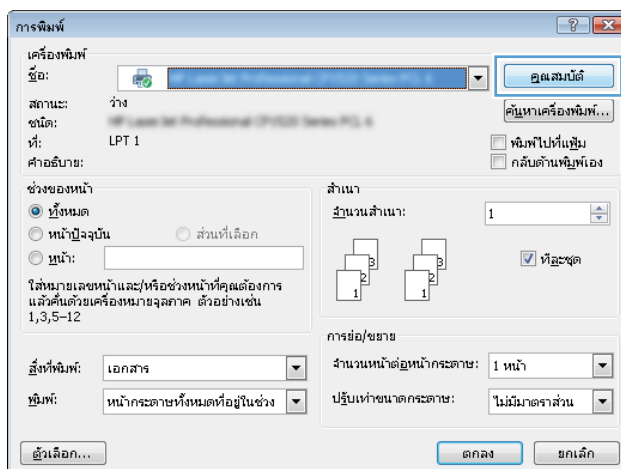 การพิมพ์
เครื่องพิมพ์
ชื่อ:
คุณสมบัติ
สถานะ: ว่าง
ค้นหาเครื่องพิมพ์...
ชนิด:
ที่: LPT 1
พิมพ์ไปที่แฟ้ม
คำอธิบาย:
กลับด้านพิมพ์เอง
ช่วงของหน้า
ทั้งหมด
หน้าปัจจุบัน ส่วนที่เลือก
หน้า:
ใส่หมายเลขหน้าและ/หรือช่วงหน้าที่คุณต้องการ
แล้วคั่นด้วยเครื่องหมายจุลภาค ตัวอย่างเช่น
1,3,5–12
สำเนา
จำนวนสำเนา: 1
3 3
2 2
1 1
ทีละชุด
สิ่งที่พิมพ์: เอกสาร
พิมพ์: หน้ากระดาษทั้งหมดที่อยู่ในช่วง
การย่อ/ขยาย
จำนวนหน้าต่อหน้ากระดาษ: 1 หน้า
ปรับเท่าขนาดกระดาษ: ไม่มีมาตราส่วน
ตัวเลือก...
ตกลง ยกเลิก